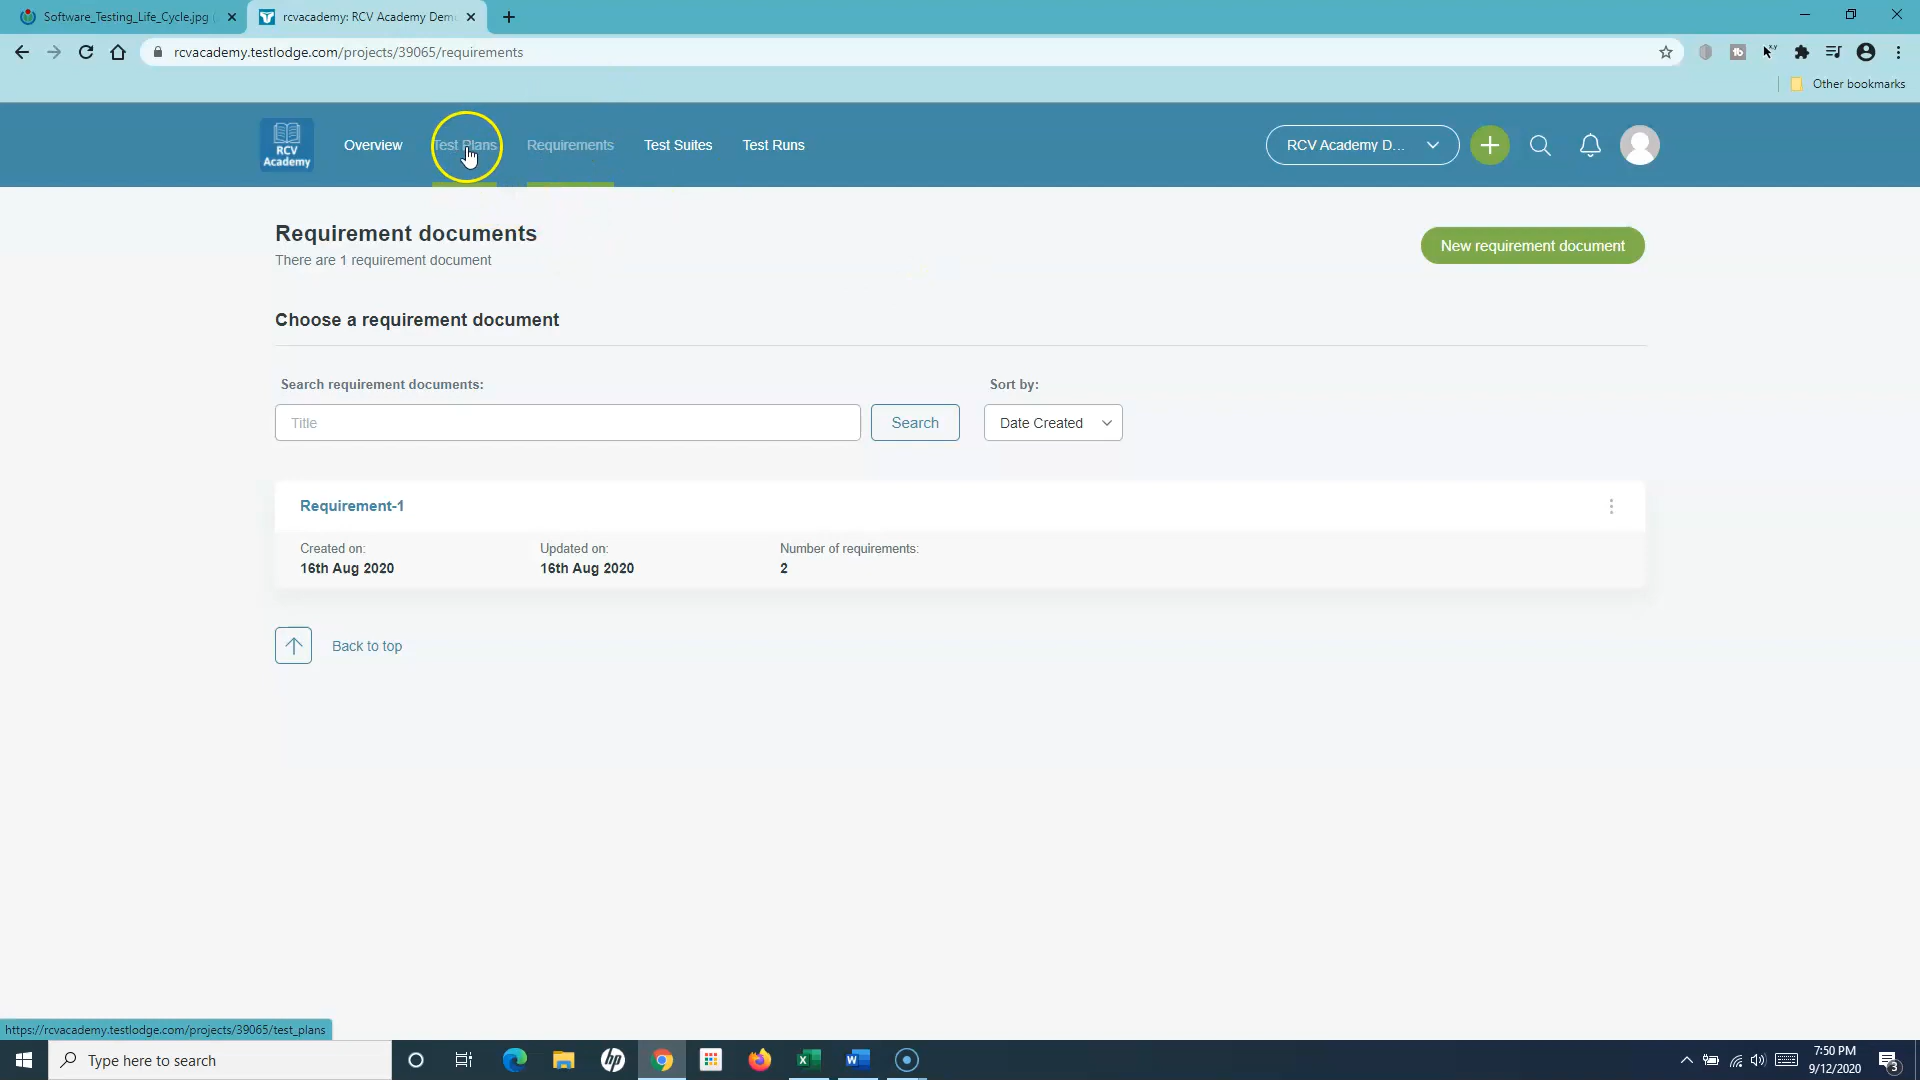 Software_Testing_Life_Cycle.jpg
rcvacademy: RCV Academy Dem
rcvacademy.testlodge.com/projects/39065/requirements
Other bookmarks
RCV
Academy
Overview
Test Plans
Requirements
Test Suites
Test Runs
RCV Academy D...
Requirement documents
There are 1 requirement document
New requirement document
Choose a requirement document
Search requirement documents:
Sort by:
Title
Search
Date Created
Requirement-1
Created on:
Updated on:
Number of requirements:
16th Aug 2020
16th Aug 2020
2
Back to top
https://rcvacademy.testlodge.com/projects/39065/test_plans
Type here to search
7:50 PM
9/12/2020
3